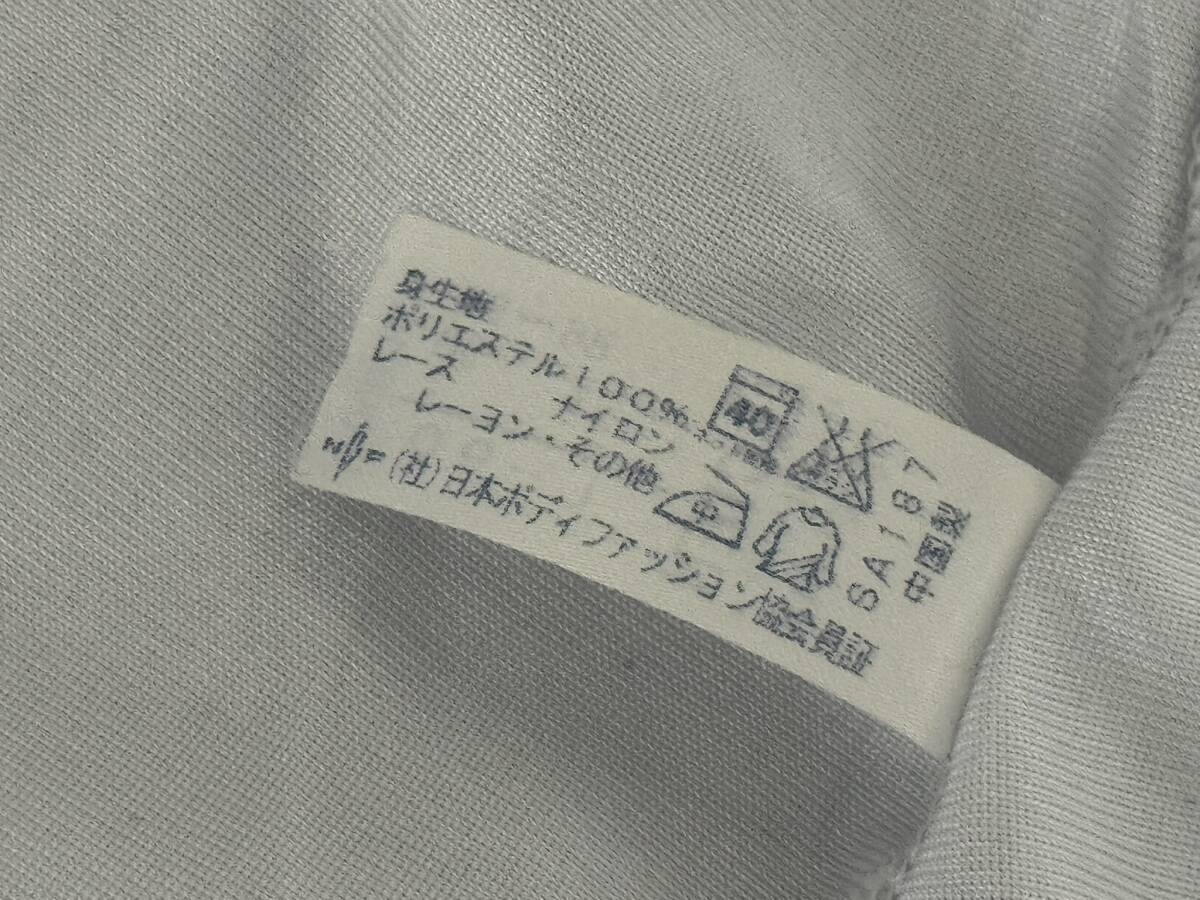 身生地
ポリエステル100%
レース
ナイロン
レーヨン・その他
(社)日本ボディファッション協会員証
40
中
SA187
中国製